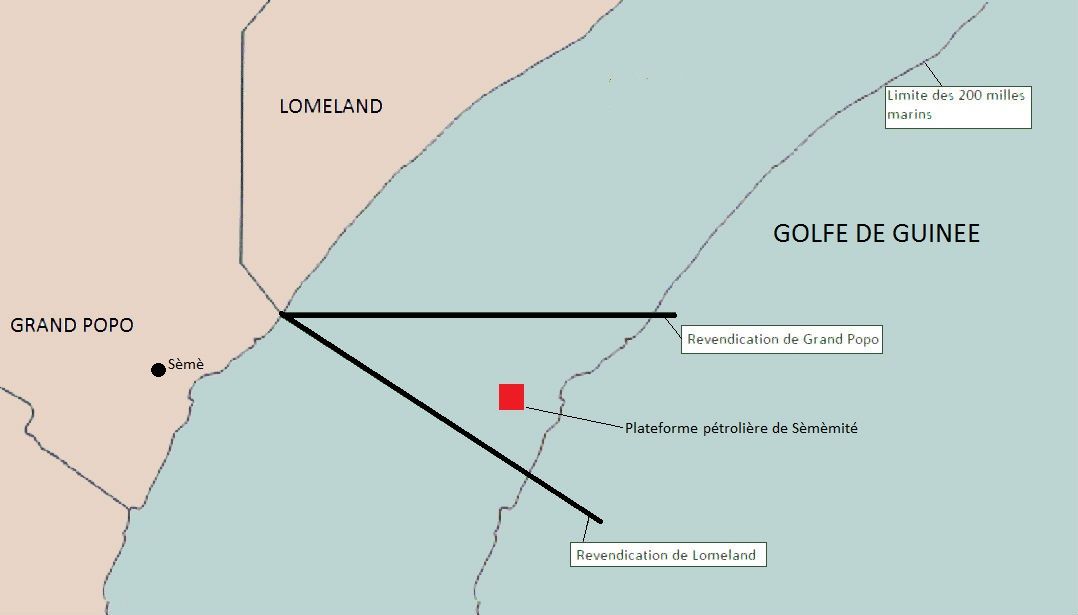 Limite des 200 milles
marins
LOMELAND
GOLFE DE GUINEE
GRAND POPO
Revendication de Grand Popo
Sèmè
Plateforme pétrolière de Sèmèmité
Revendication de Lomeland